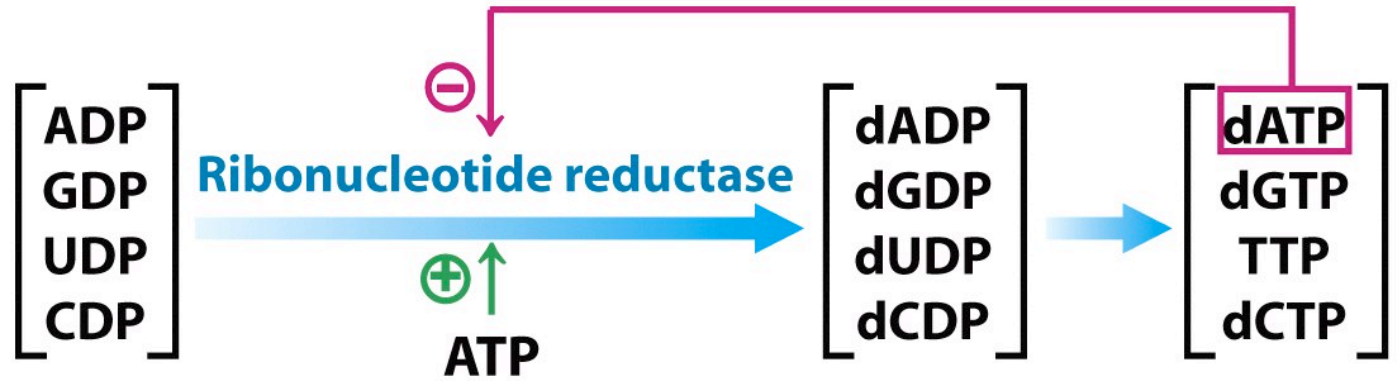 ADP
GDP
UDP
CDP
−
Ribonucleotide reductase
+
ATP
dADP
dGDP
dUDP
dCDP
dATP
dGTP
TTP
dCTP